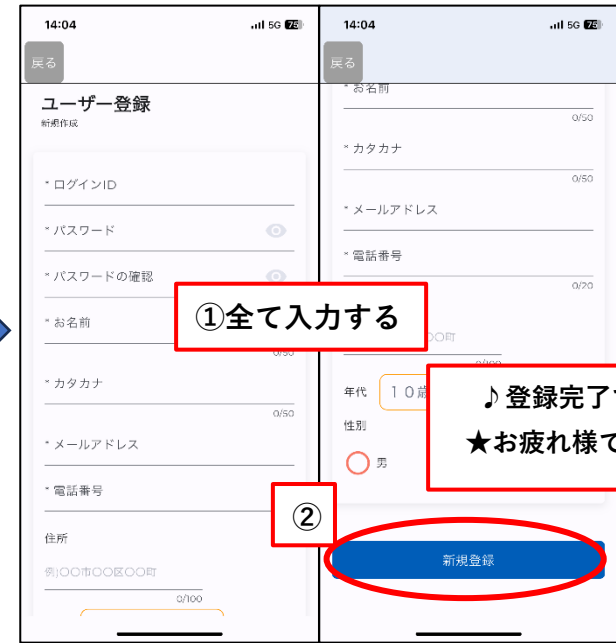 14:04 5G 75
戻る
ユーザー登録
新規作成
* ログインID
* パスワード
* パスワードの確認
* お名前
0/50
* カタカナ
0/50
* メールアドレス
* 電話番号
住所
例)〇〇市〇〇区〇〇町
0/100
14:04 5G 75
戻る
* お名前
0/50
* カタカナ
0/50
* メールアドレス
* 電話番号
0/20
〇〇町
0/100
年代 10歳
性別
男
新規登録
①全て入力する
②
♪登録完了
★お疲れ様で